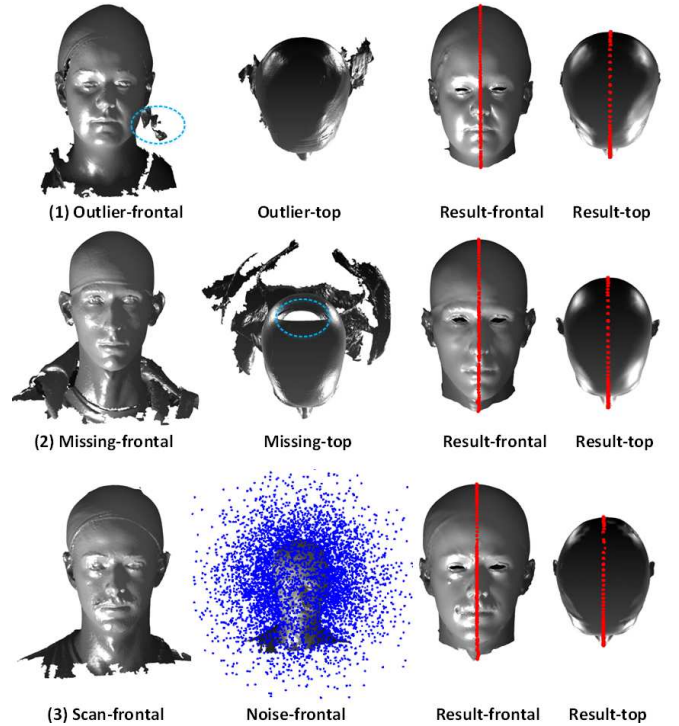 (1) Outlier-frontal Outlier-top Result-frontal Result-top
(2) Missing-frontal Missing-top Result-frontal Result-top
(3) Scan-frontal Noise-frontal Result-frontal Result-top